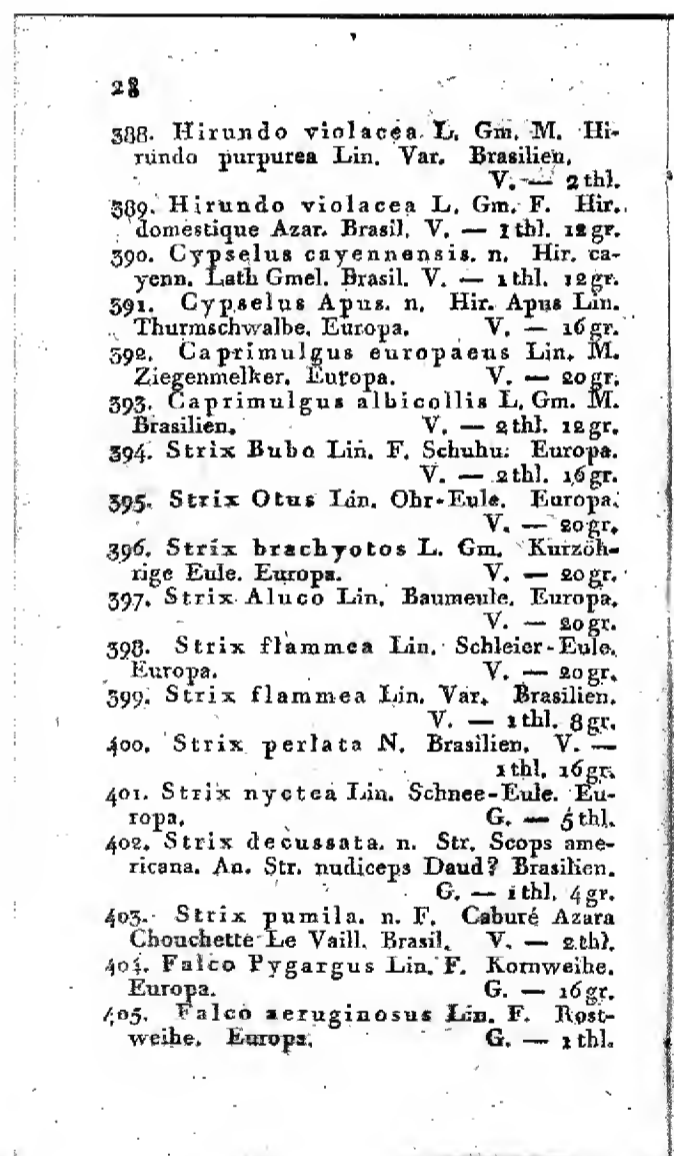 28
388. Hirundo violacea. L. Gm. M. Hi-
rundo purpurea Lin. Var. Brasilien.
V. — 2 thl.
389. Hirundo violacea L. Gm. F. Hir.
domestique Azar. Brasil. V. — 1 thl. 12 gr.
390. Cypselus cayennensis. n. Hir. ca-
yenn. Lath Gmel. Brasil. V. — 1 thl. 12 gr.
391. Cypselus Apus. n. Hir. Apus Lin.
Thurmschwalbe. Europa. V. — 16 gr.
392. Caprimulgus europaeus Lin. M.
Ziegenmelker. Europa. V. — 20 gr.
393. Caprimulgus albicollis L. Gm. M.
Brasilien. V. — 2 thl. 12 gr.
394. Strix Bubo Lin. F. Schuhu. Europa.
V. — 2 thl. 16 gr.
395. Strix Otus Lin. Ohr-Eule. Europa.
V. — 20 gr.
396. Strix brachyotos L. Gm. Kurzöh-
rige Eule. Europa. V. — 20 gr.
397. Strix Aluco Lin. Baumeule. Europa.
V. — 20 gr.
398. Strix flammea Lin. Schleier-Eule.
Europa. V. — 20 gr.
399. Strix flammea Lin. Var. Brasilien.
V. — 1 thl. 8 gr.
400. Strix perlata N. Brasilien. V. —
1 thl. 16 gr.
401. Strix nyctea Lin. Schnee-Eule. Eu-
ropa. G. — 5 thl.
402. Strix decussata. n. Str. Scops ame-
ricana. An. Str. nudiceps Daud? Brasilien.
G. — 1 thl. 4 gr.
403. Strix pumila. n. F. Caburé Azara
Chouchette Le Vaill. Brasil. V. — 2 thl.
404. Falco Pygargus Lin. F. Kornweihe.
Europa. G. — 16 gr.
405. Falco aeruginosus Lin. F. Rost-
weihe. Europa. G. — 1 thl.